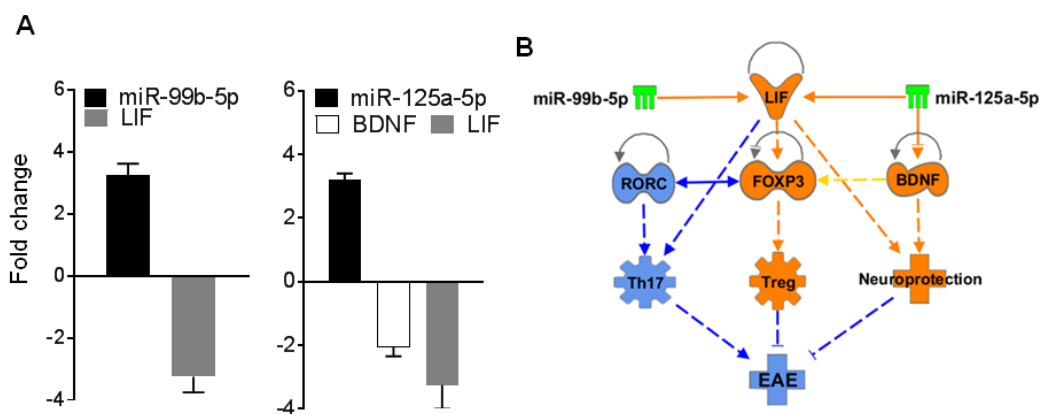 A
B
Fold change
6
4
2
0
-2
-4
miR-99b-5p
LIF
6
4
2
0
-2
-4
miR-125a-5p
BDNF LIF
miR-99b-5p
LIF
miR-125a-5p
RORC
FOXP3
BDNF
Th17
Treg
Neuroprotection
EAE